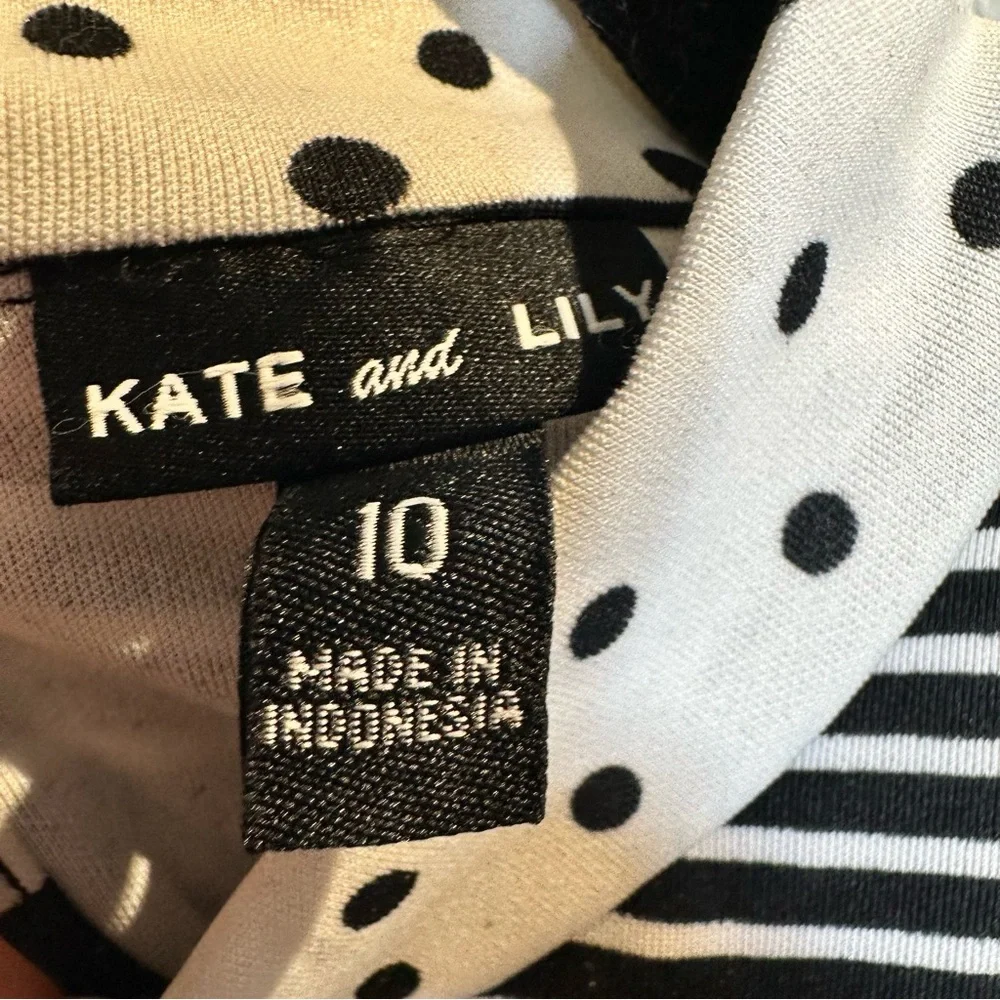 KATE and LILY
10
MADE IN
INDONESIA